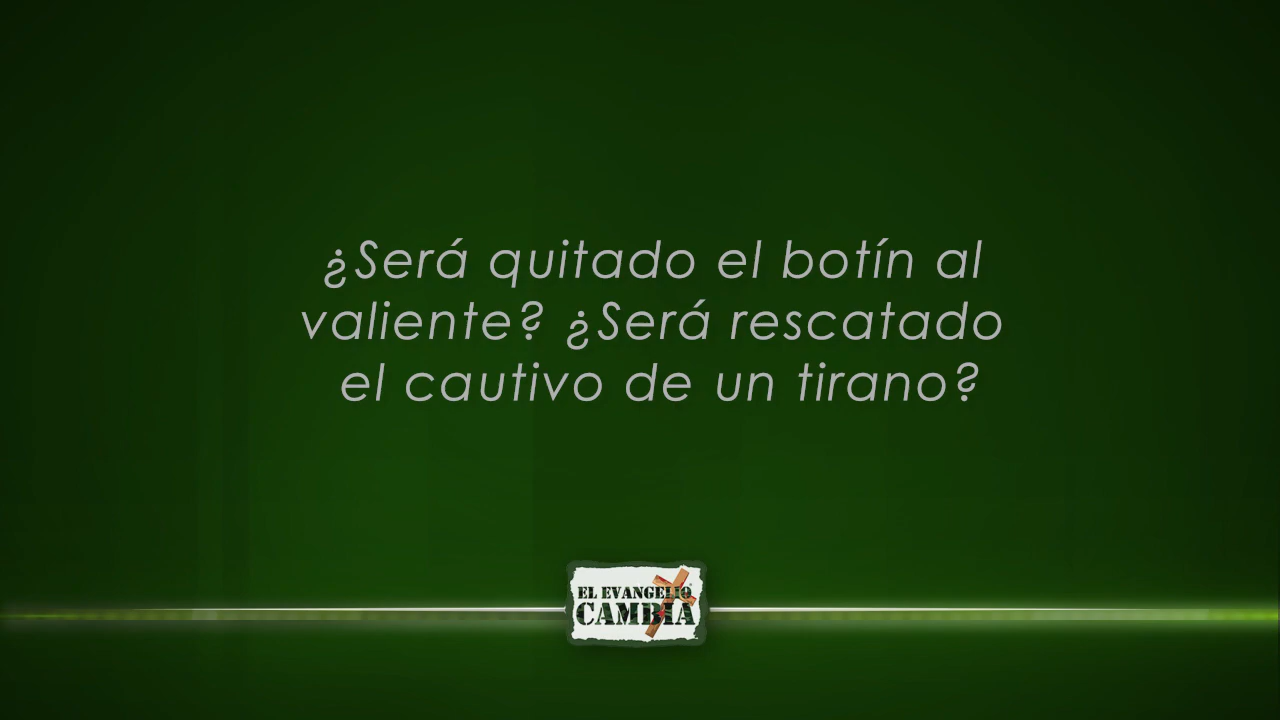 ¿Será quitado el botín al
valiente? ¿Será rescatado
el cautivo de un tirano?
EL EVANGELIO
CAMBIA